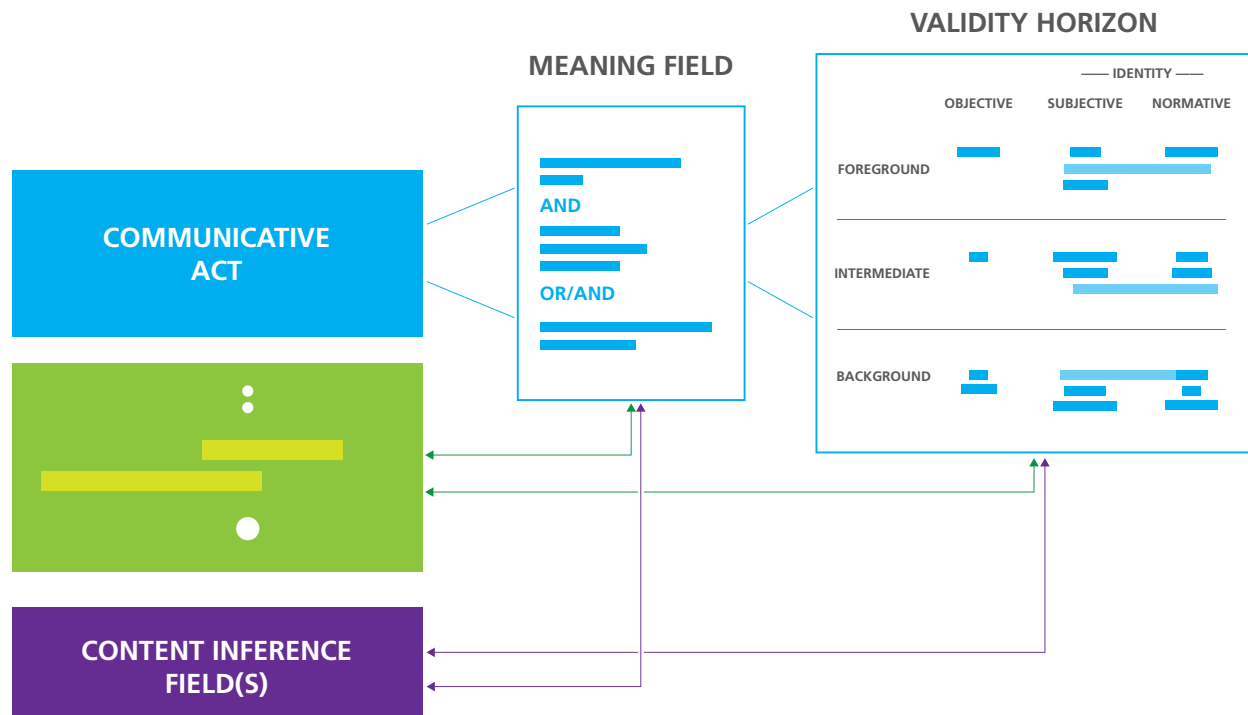 VALIDITY HORIZON
MEANING FIELD
IDENTITY
OBJECTIVE SUBJECTIVE NORMATIVE
FOREGROUND
COMMUNICATIVE
ACT
AND
INTERMEDIATE
OR/AND
BACKGROUND
CONTENT INFERENCE
FIELD(S)